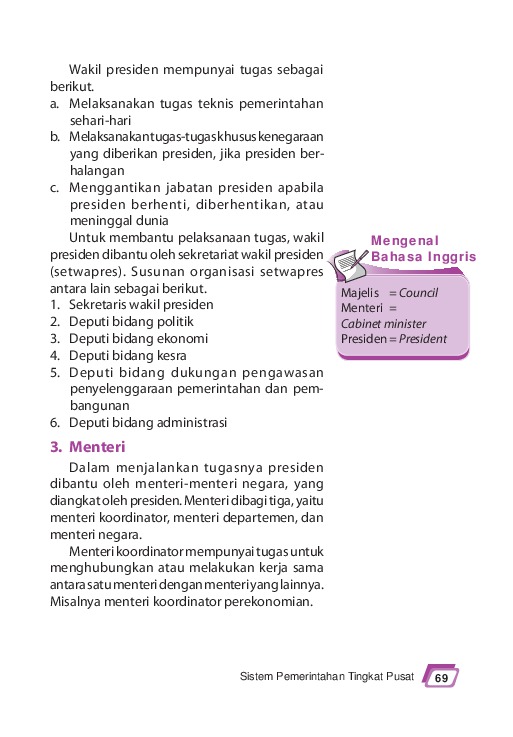 Wakil presiden mempunyai tugas sebagai
berikut.
a. Melaksanakan tugas teknis pemerintahan
sehari-hari
b. Melaksanakan tugas-tugas khusus kenegaraan
yang diberikan presiden, jika presiden ber-
halangan
c. Menggantikan jabatan presiden apabila
presiden berhenti, diberhentikan, atau
meninggal dunia
Untuk membantu pelaksanaan tugas, wakil
presiden dibantu oleh sekretariat wakil presiden
(setwapres). Susunan organisasi setwapres
antara lain sebagai berikut.
1. Sekretaris wakil presiden
2. Deputi bidang politik
3. Deputi bidang ekonomi
4. Deputi bidang kesra
5. Deputi bidang dukungan pengawasan
penyelenggaraan pemerintahan dan pem-
bangunan
6. Deputi bidang administrasi
3. Menteri
Dalam menjalankan tugasnya presiden
dibantu oleh menteri-menteri negara, yang
diangkat oleh presiden. Menteri dibagi tiga, yaitu
menteri koordinator, menteri departemen, dan
menteri negara.
Menteri koordinator mempunyai tugas untuk
menghubungkan atau melakukan kerja sama
antara satu menteri dengan menteri yang lainnya.
Misalnya menteri koordinator perekonomian.
Mengenal
Bahasa Inggris
Majelis = Council
Menteri =
Cabinet minister
Presiden = President
Sistem Pemerintahan Tingkat Pusat 69